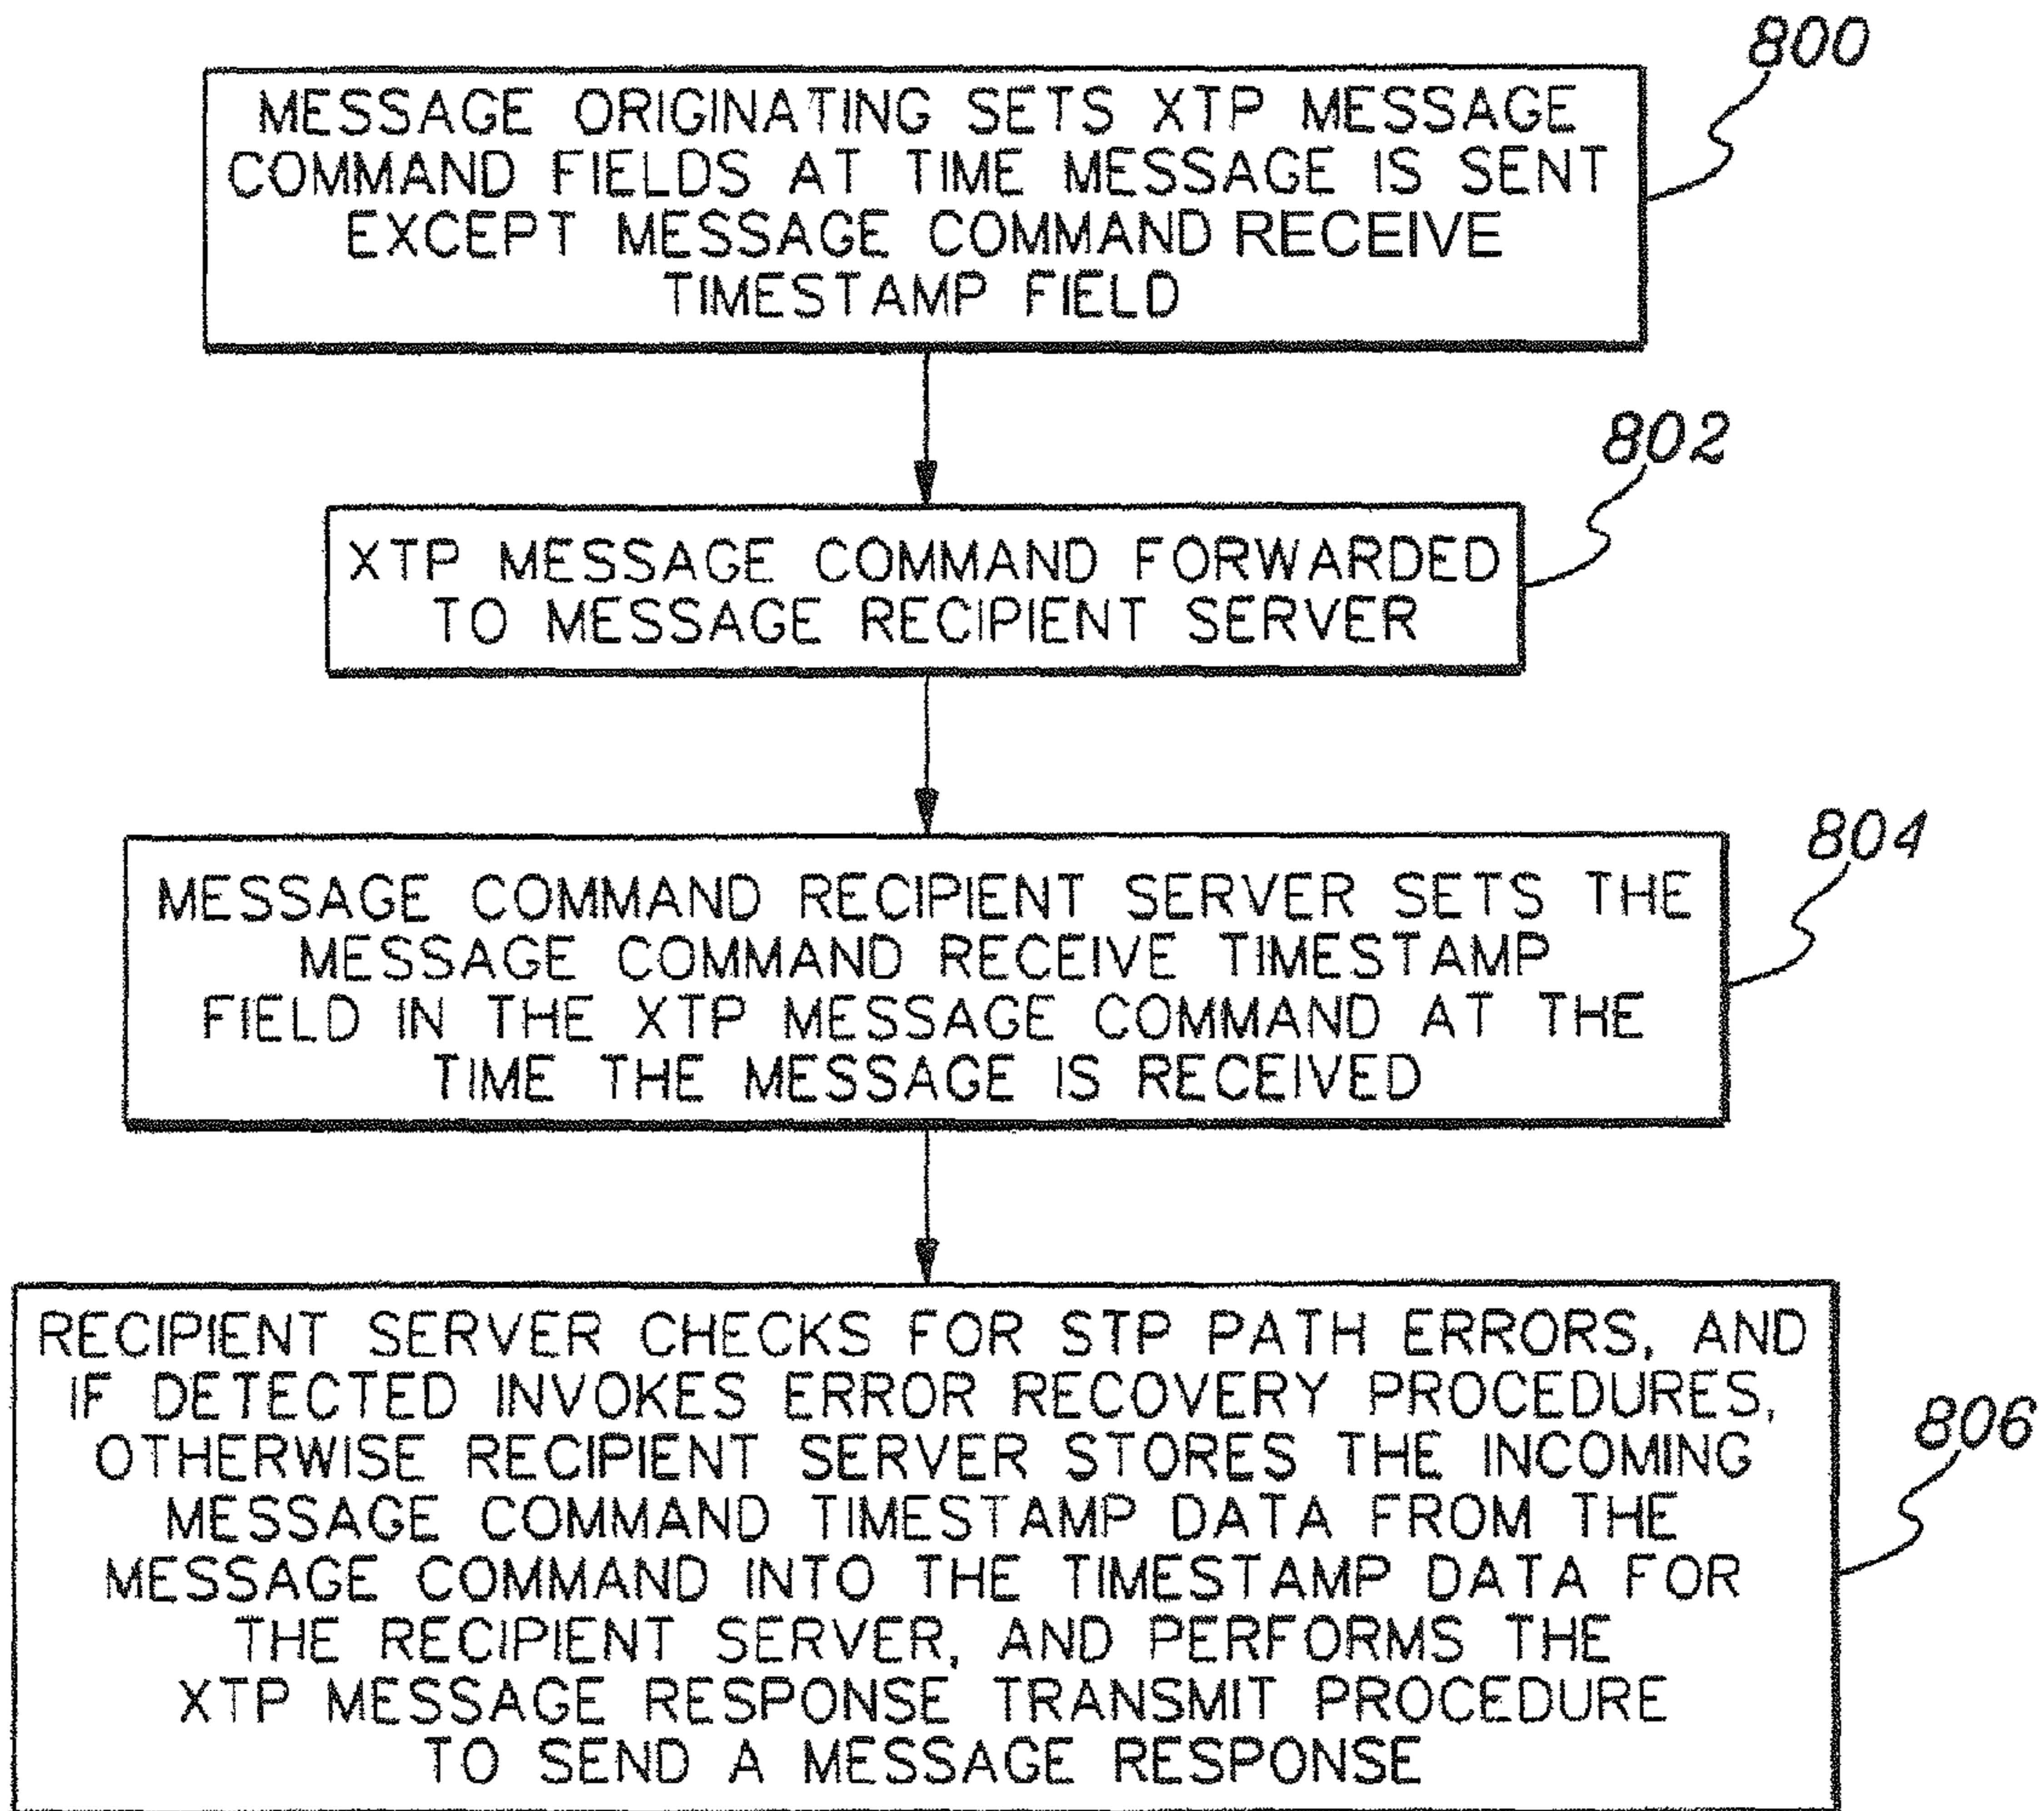 800
MESSAGE ORIGINATING SETS XTP MESSAGE
COMMAND FIELDS AT TIME MESSAGE IS SENT
EXCEPT MESSAGE COMMAND RECEIVE
TIMESTAMP FIELD
802
XTP MESSAGE COMMAND FORWARDED
TO MESSAGE RECIPIENT SERVER
804
MESSAGE COMMAND RECIPIENT SERVER SETS THE
MESSAGE COMMAND RECEIVE TIMESTAMP
FIELD IN THE XTP MESSAGE COMMAND AT THE
TIME THE MESSAGE IS RECEIVED
806
RECIPIENT SERVER CHECKS FOR STP PATH ERRORS, AND
IF DETECTED INVOKES ERROR RECOVERY PROCEDURES,
OTHERWISE RECIPIENT SERVER STORES THE INCOMING
MESSAGE COMMAND TIMESTAMP DATA FROM THE
MESSAGE COMMAND INTO THE TIMESTAMP DATA FOR
THE RECIPIENT SERVER, AND PERFORMS THE
XTP MESSAGE RESPONSE TRANSMIT PROCEDURE
TO SEND A MESSAGE RESPONSE